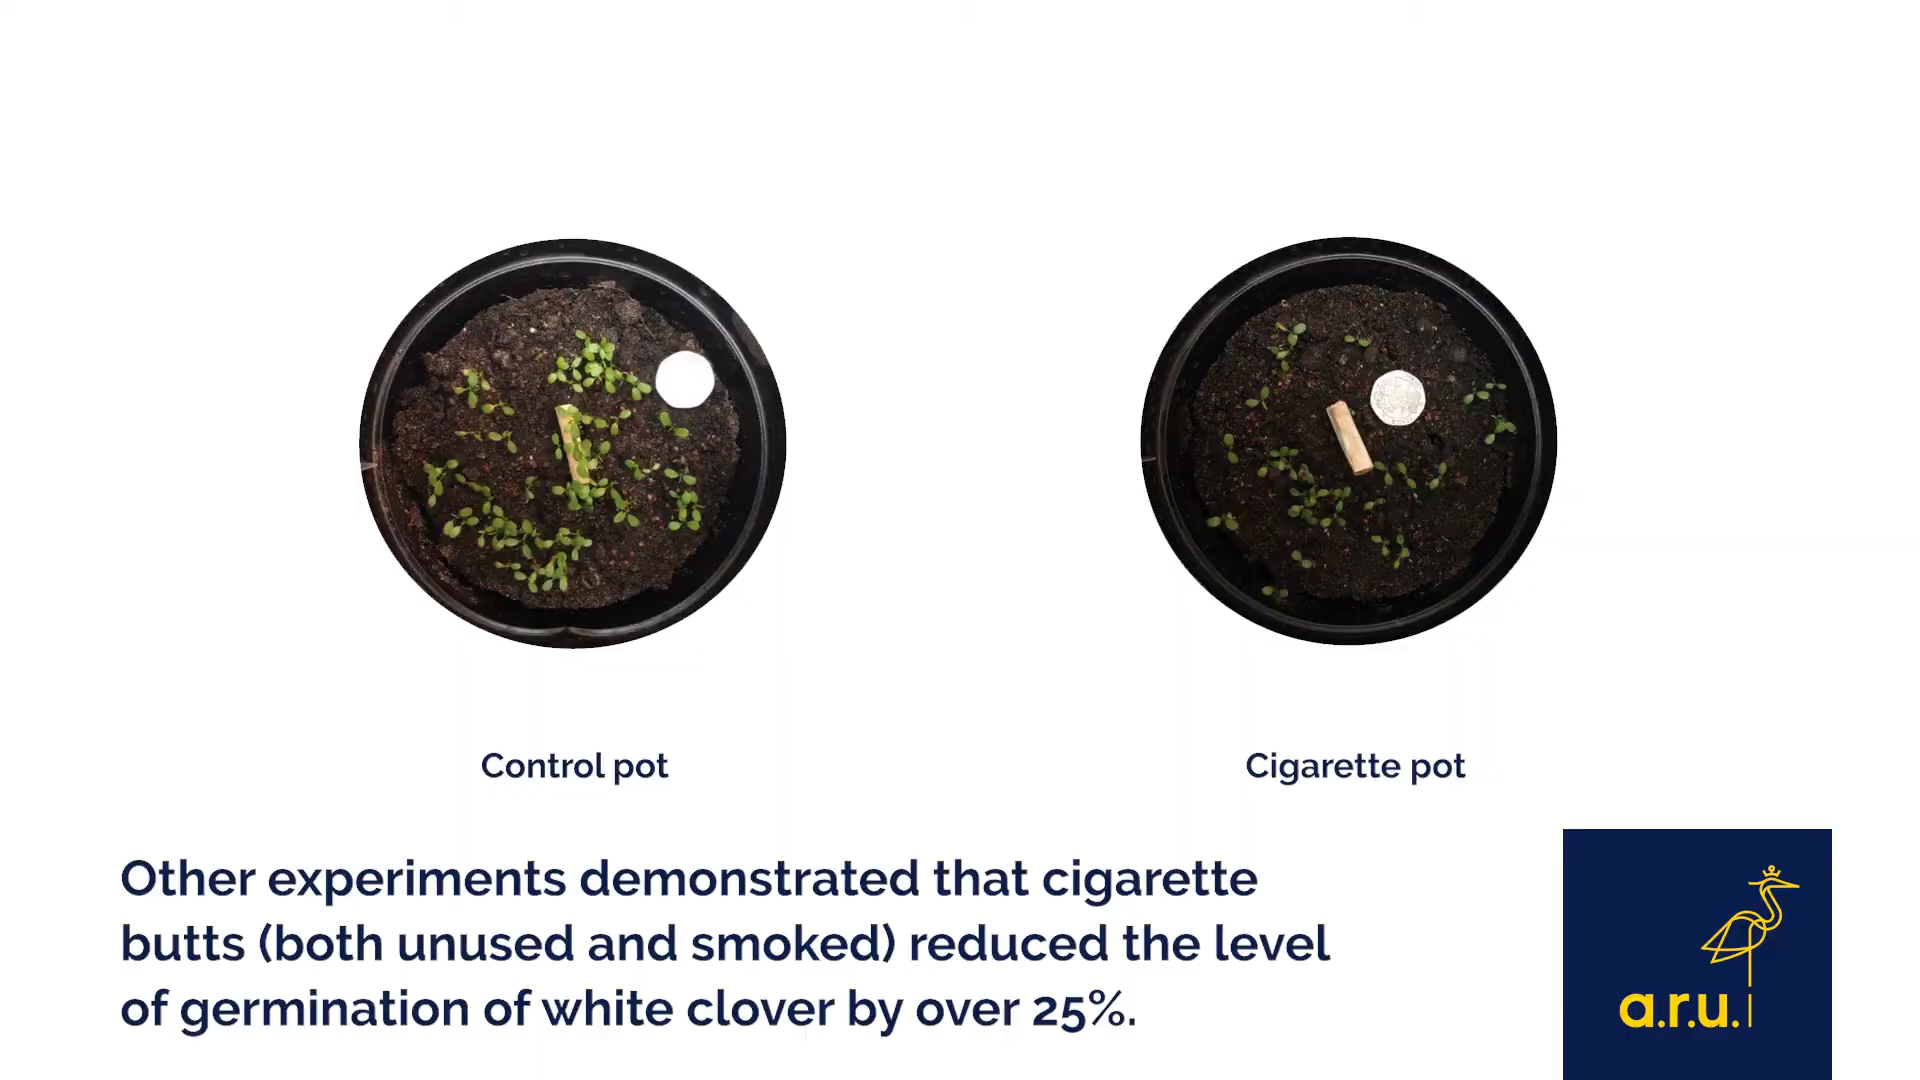 Control pot
Cigarette pot
Other experiments demonstrated that cigarette
butts (both unused and smoked) reduced the level
of germination of white clover by over 25%.
a.r.u.